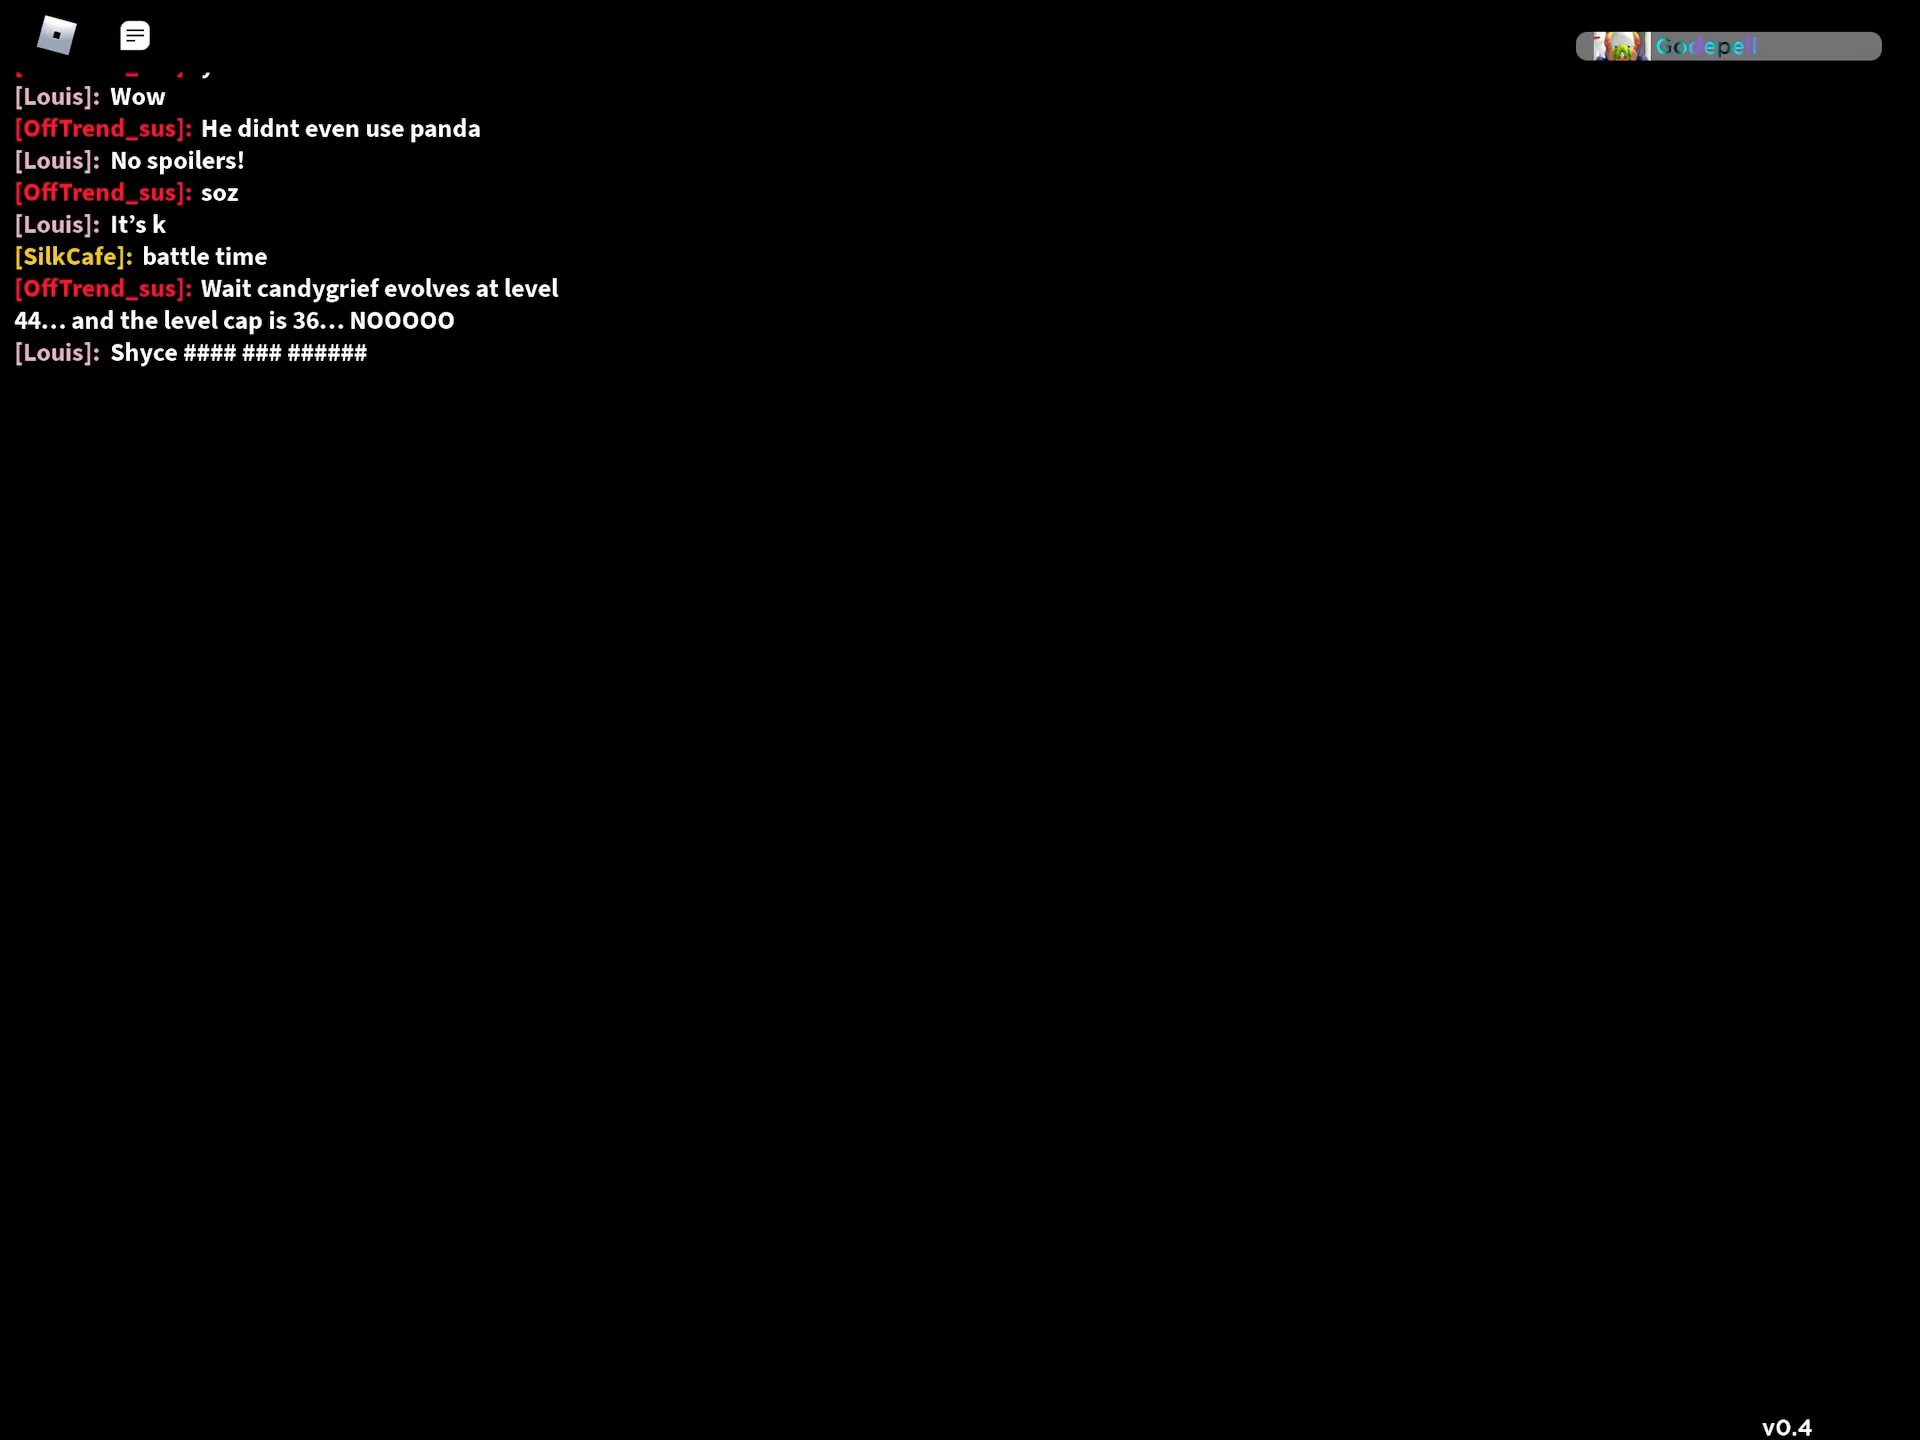 Godepell
[Louis]: Wow
[OffTrend_sus]: He didnt even use panda
[Louis]: No spoilers!
[OffTrend_sus]: soz
[Louis]: It’s k
[SilkCafe]: battle time
[OffTrend_sus]: Wait candygrief evolves at level
44... and the level cap is 36... NOOOOO
[Louis]: Shyce #### ### ######
v0.4